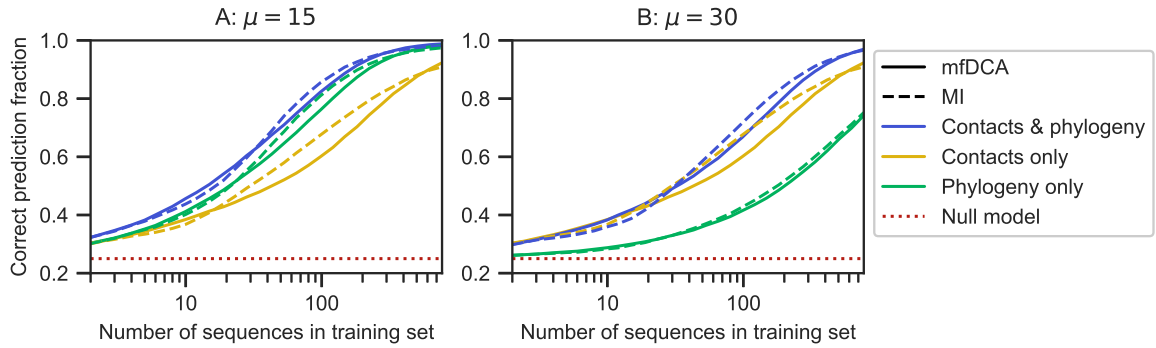 A: μ = 15
B: μ = 30
Correct prediction fraction
1.0
0.8
0.6
0.4
0.2
10
100
Number of sequences in training set
1.0
0.8
0.6
0.4
0.2
10
100
Number of sequences in training set
mfDCA
MI
Contacts & phylogeny
Contacts only
Phylogeny only
Null model